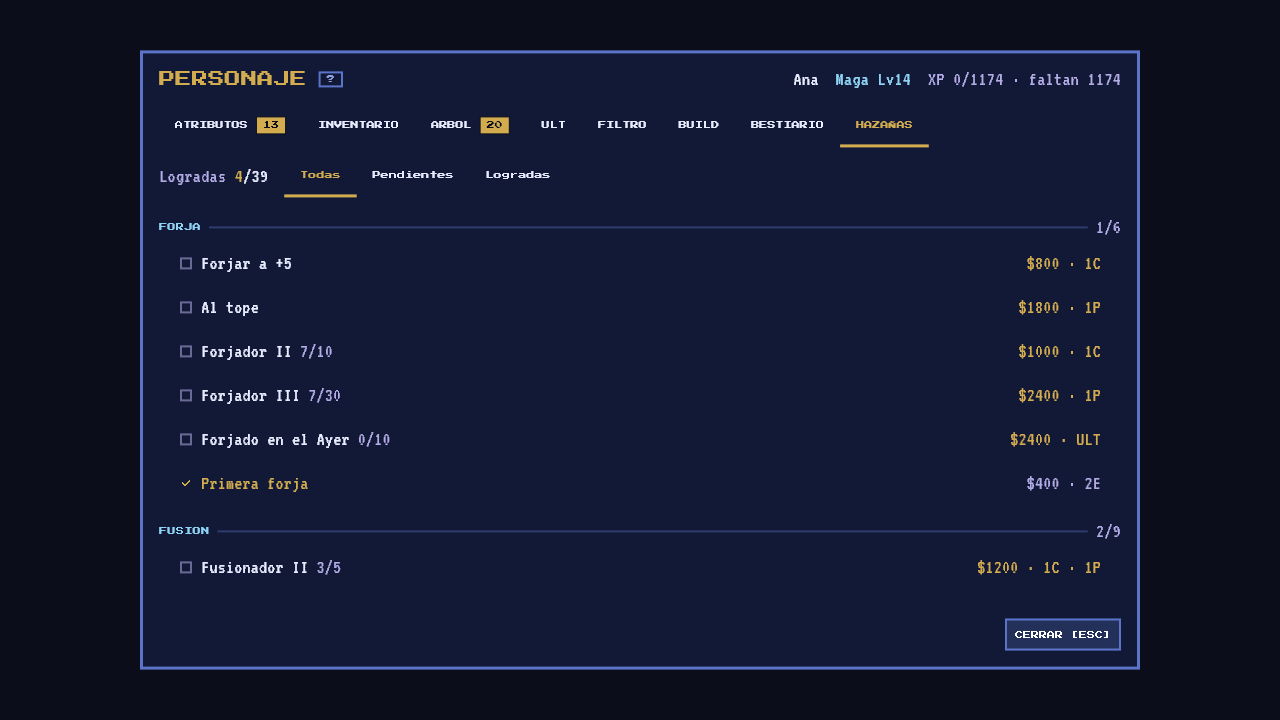 PERSONAJE ? Ana Maga Lv14 XP 0/1174 · faltan 1174
ATRIBUTOS 13 INVENTARIO ARBOL 20 ULT FILTRO BUILD BESTIARIO HAZAÑAS
Logradas 4/39 Todas Pendientes Logradas
FORJA 1/6
Forjar a +5 $800 · 1C
Al tope $1800 · 1P
Forjador II 7/10 $1000 · 1C
Forjador III 7/30 $2400 · 1P
Forjado en el Ayer 0/10 $2400 · ULT
Primera forja $400 · 2E
FUSION 2/9
Fusionador II 3/5 $1200 · 1C · 1P
CERRAR [ESC]